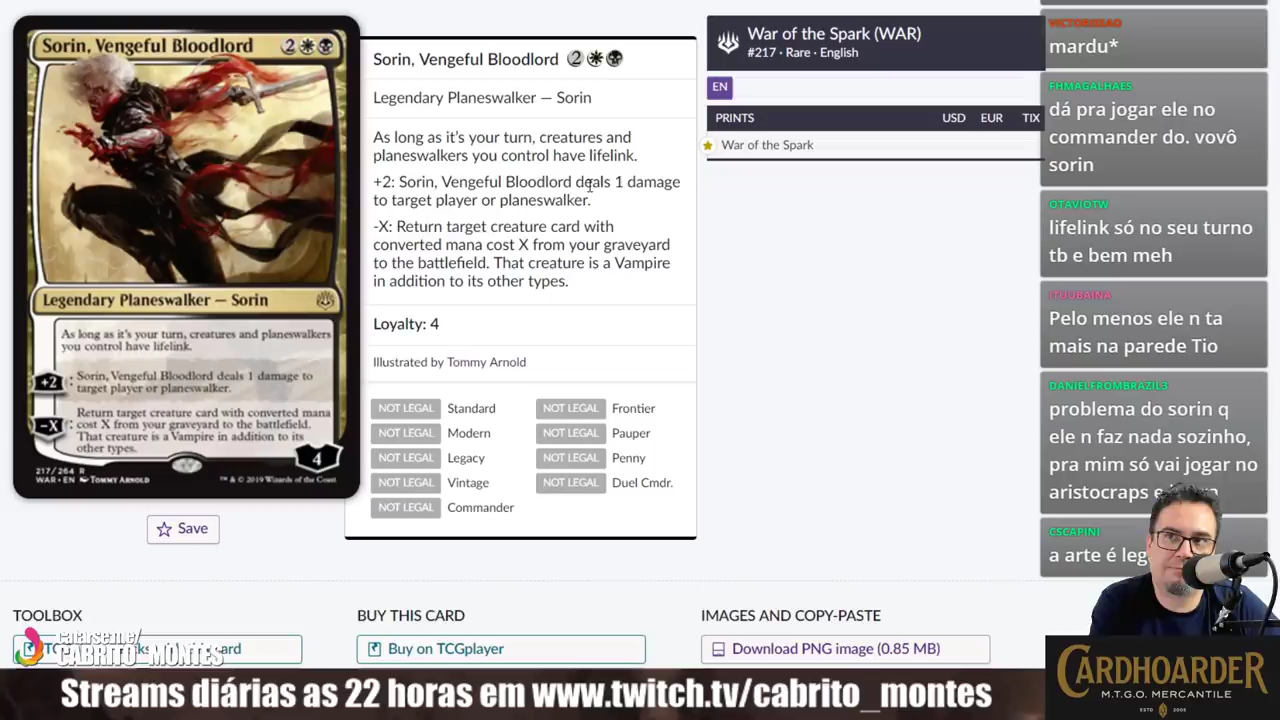 Sorin, Vengeful Bloodlord 2
Legendary Planeswalker — Sorin
As long as it's your turn, creatures and planeswalkers
you control have lifelink.
+2 : Sorin, Vengeful Bloodlord deals 1 damage to
target player or planeswalker.
-X : Return target creature card with converted mana
cost X from your graveyard to the battlefield.
That creature is a Vampire in addition to its
other types.
4
217/264 R
WAR • EN TOMMY ARNOLD
™ & © 2019 Wizards of the Coast
Save
Sorin, Vengeful Bloodlord 2
Legendary Planeswalker — Sorin
As long as it's your turn, creatures and
planeswalkers you control have lifelink.
+2: Sorin, Vengeful Bloodlord deals 1 damage
to target player or planeswalker.
-X: Return target creature card with
converted mana cost X from your graveyard
to the battlefield. That creature is a Vampire
in addition to its other types.
Loyalty: 4
Illustrated by Tommy Arnold
NOT LEGAL Standard NOT LEGAL Frontier
NOT LEGAL Modern NOT LEGAL Pauper
NOT LEGAL Legacy NOT LEGAL Penny
NOT LEGAL Vintage NOT LEGAL Duel Cmdr.
NOT LEGAL Commander
War of the Spark (WAR)
#217 · Rare · English
EN
PRINTS USD EUR TIX
War of the Spark
mardu*
FHMAGALHAES
dá pra jogar ele no
commander do. vovô
sorin
OTAVIOTW
lifelink só no seu turno
tb e bem meh
ITUUBAINA
Pelo menos ele n ta
mais na parede Tio
DANIELFROMBRAZIL3
problema do sorin q
ele n faz nada sozinho,
pra mim só vai jogar no
aristocraps e
CSCAPINI
a arte é
TOOLBOX
BUY THIS CARD
Buy on TCGplayer
IMAGES AND COPY-PASTE
Download PNG image (0.85 MB)
CABRITO_MONTES
Streams diárias as 22 horas em www.twitch.tv/cabrito_montes
CARDHOARDER
M.T.G.O. MERCANTILE